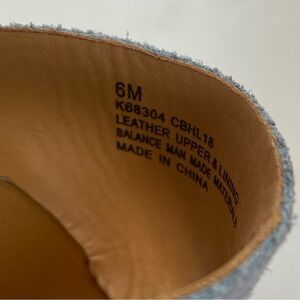 6M
K68304 CBHL18
LEATHER UPPER & LINING
BALANCE MAN MADE MATERIALS
MADE IN CHINA